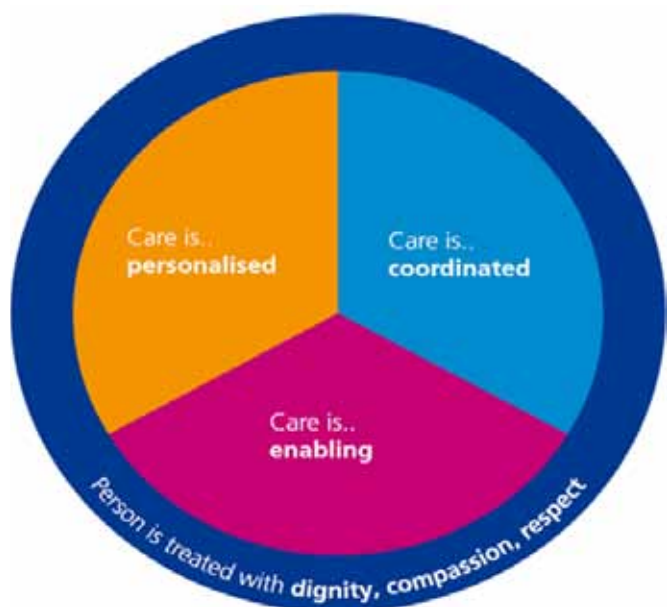 Care is..
personalised
Care is..
coordinated
Care is..
enabling
Person is treated with dignity, compassion, respect